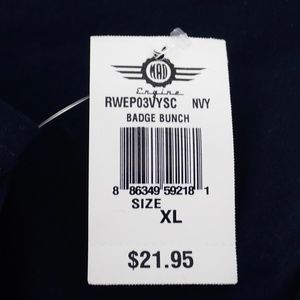 MAD
Engine
RWEP03VYSC NVY
BADGE BUNCH
8 86349 59218 1
SIZE
XL
$21.95